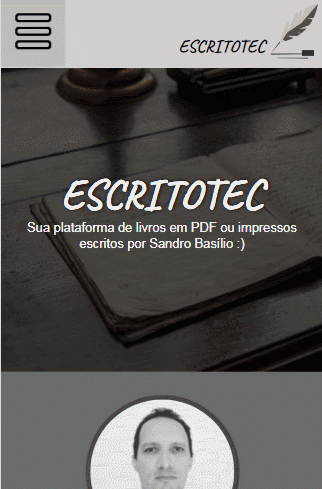 ESCRITOTEC
ESCRITOTEC
Sua plataforma de livros em PDF ou impressos
escritos por Sandro Basílio :)